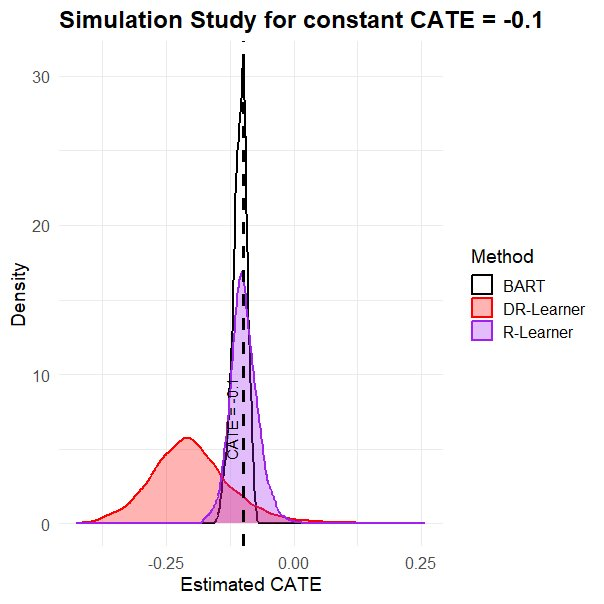 Simulation Study for constant CATE = -0.1
30
20
10
0
Density
CATE = -0.1
-0.25
0.00
0.25
Estimated CATE
Method
BART
DR-Learner
R-Learner